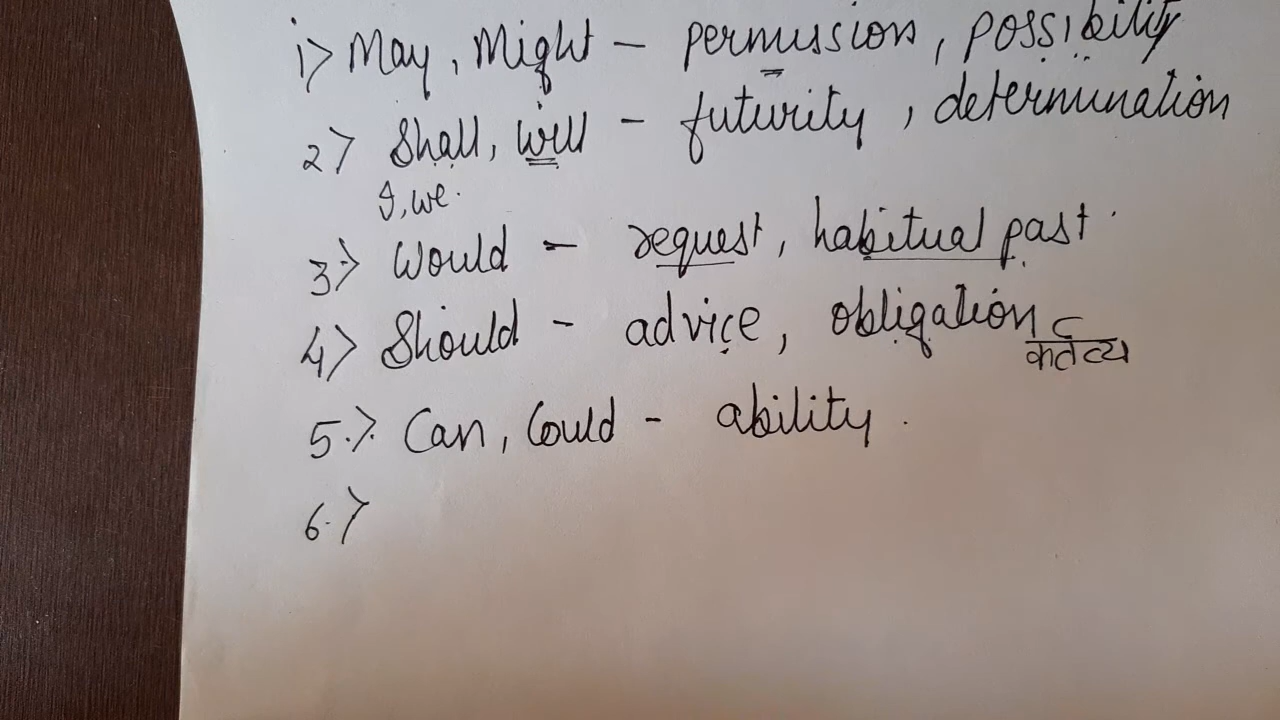 1> May, Might - permission, possibility
2> Shall, will - futurity, determination
I, we.
3.> Would - request, habitual past.
4> Should - advice, obligation
कर्तव्य
5.> Can, Could - ability.
6.>